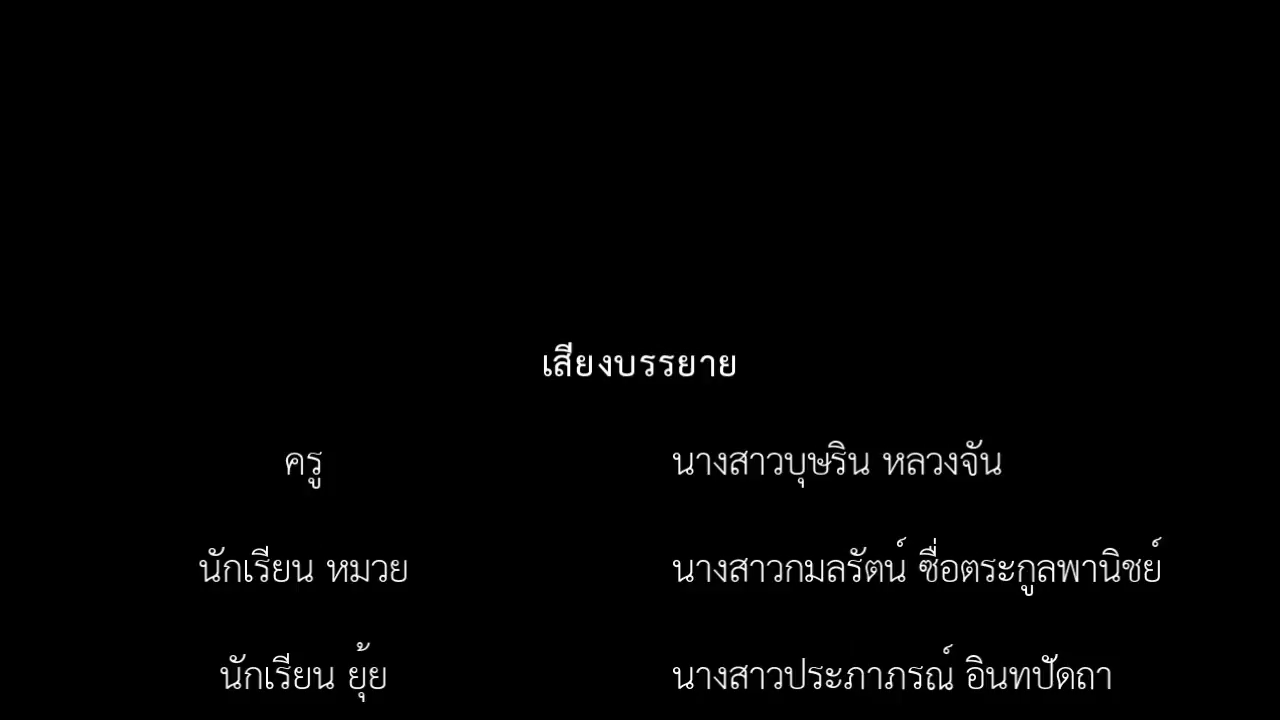 เสียงบรรยาย
ครู นางสาวบุษริน หลวงจัน
นักเรียน หมวย นางสาวกมลรัตน์ ซื่อตระกูลพานิชย์
นักเรียน ยุ้ย นางสาวประภาภรณ์ อินทปัดถา